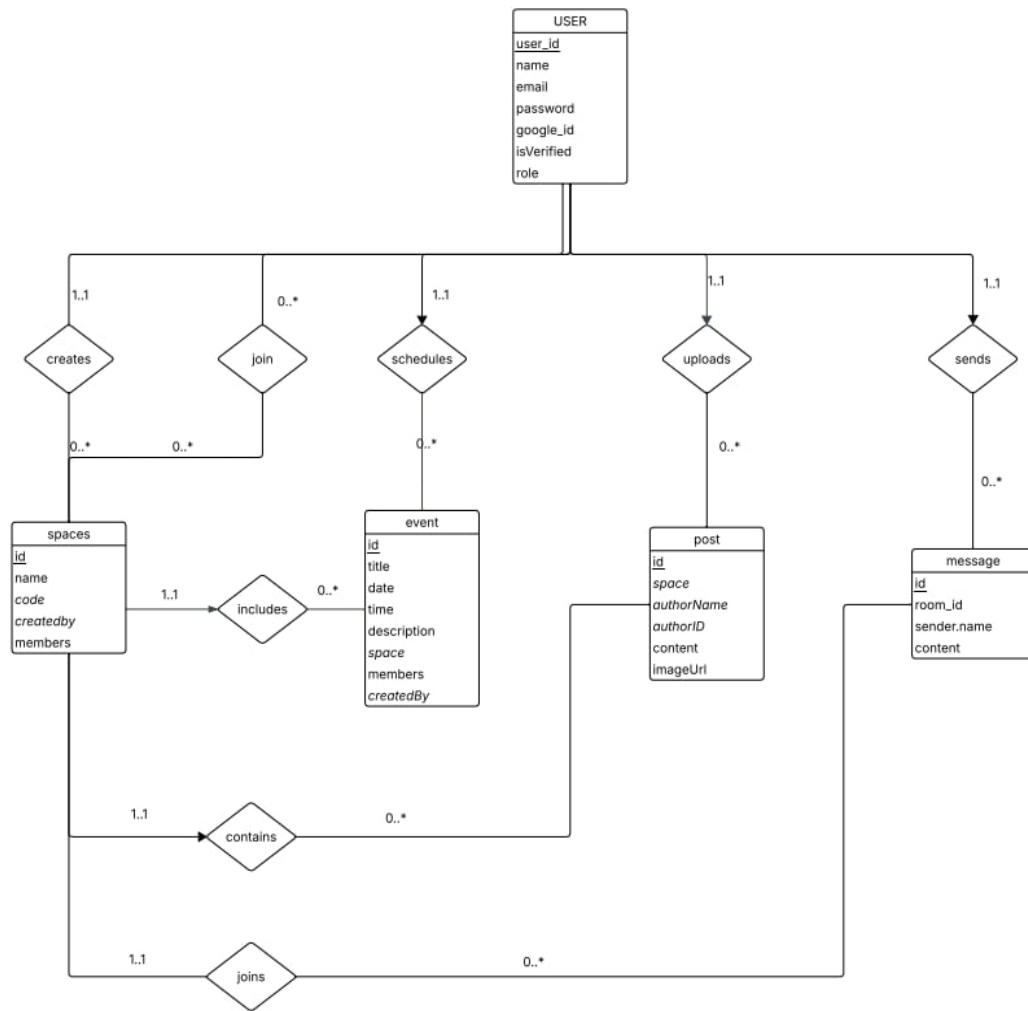 USER
user_id
name
email
password
google_id
isVerified
role
1..1
0..*
1..1
1..1
1..1
creates
join
schedules
uploads
sends
0..*
0..*
0..*
0..*
0..*
spaces
id
name
code
createdby
members
1..1
includes
0..*
event
id
title
date
time
description
space
members
createdBy
post
id
space
authorName
authorID
content
imageUrl
message
id
room_id
sender.name
content
1..1
contains
0..*
1..1
joins
0..*